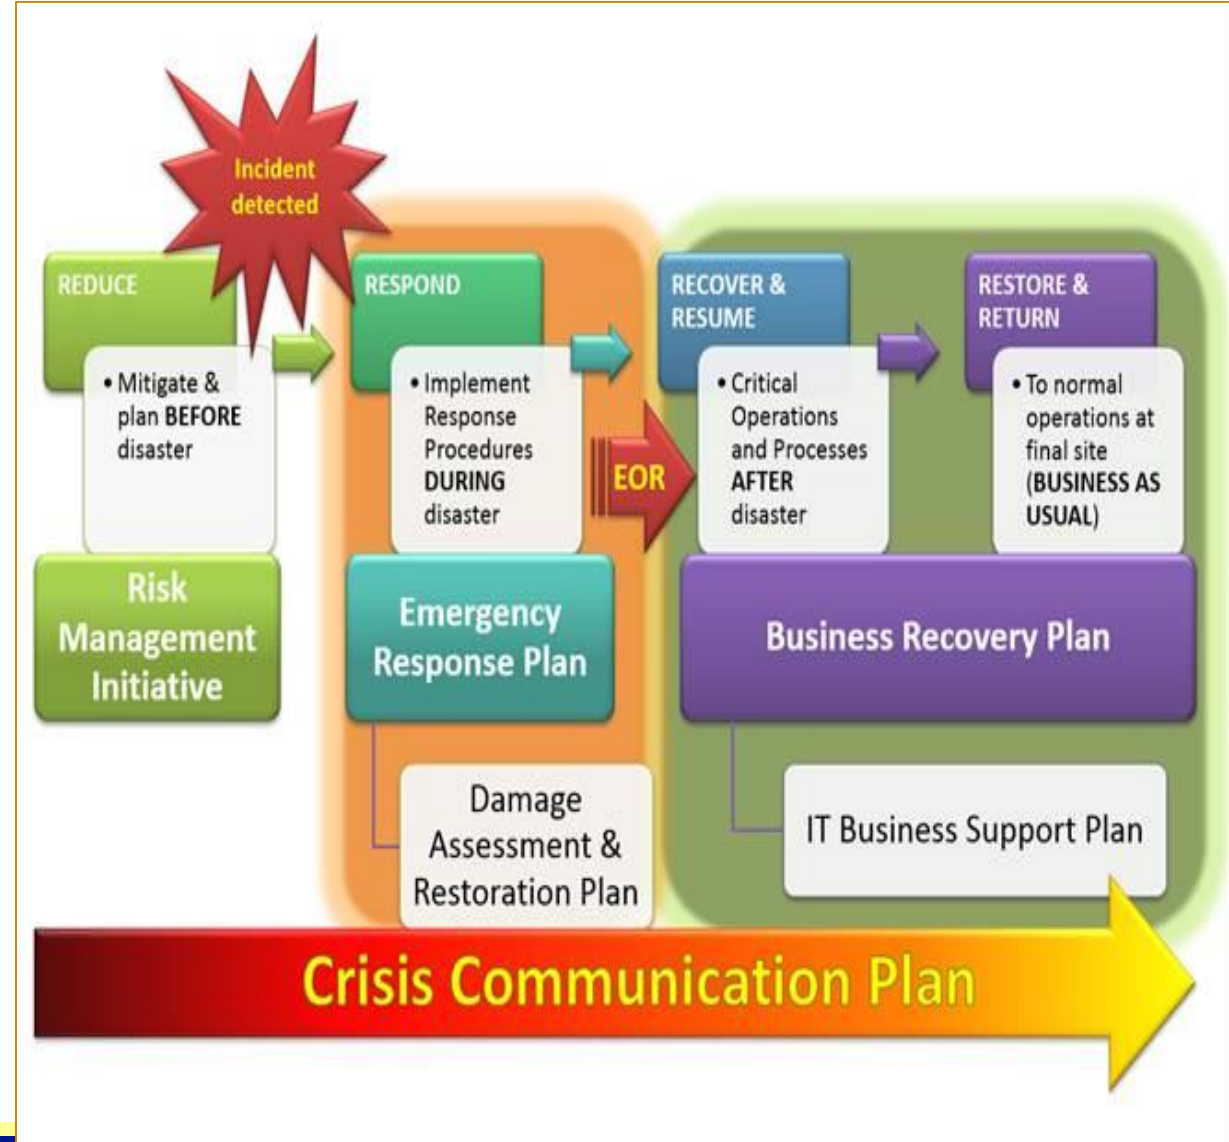 Incident
detected
REDUCE
• Mitigate &
plan BEFORE
disaster
Risk
Management
Initiative
RESPOND
• Implement
Response
Procedures
DURING
disaster
EOR
Emergency
Response Plan
Damage
Assessment &
Restoration Plan
RECOVER &
RESUME
• Critical
Operations
and Processes
AFTER
disaster
RESTORE &
RETURN
• To normal
operations at
final site
(BUSINESS AS
USUAL)
Business Recovery Plan
IT Business Support Plan
Crisis Communication Plan